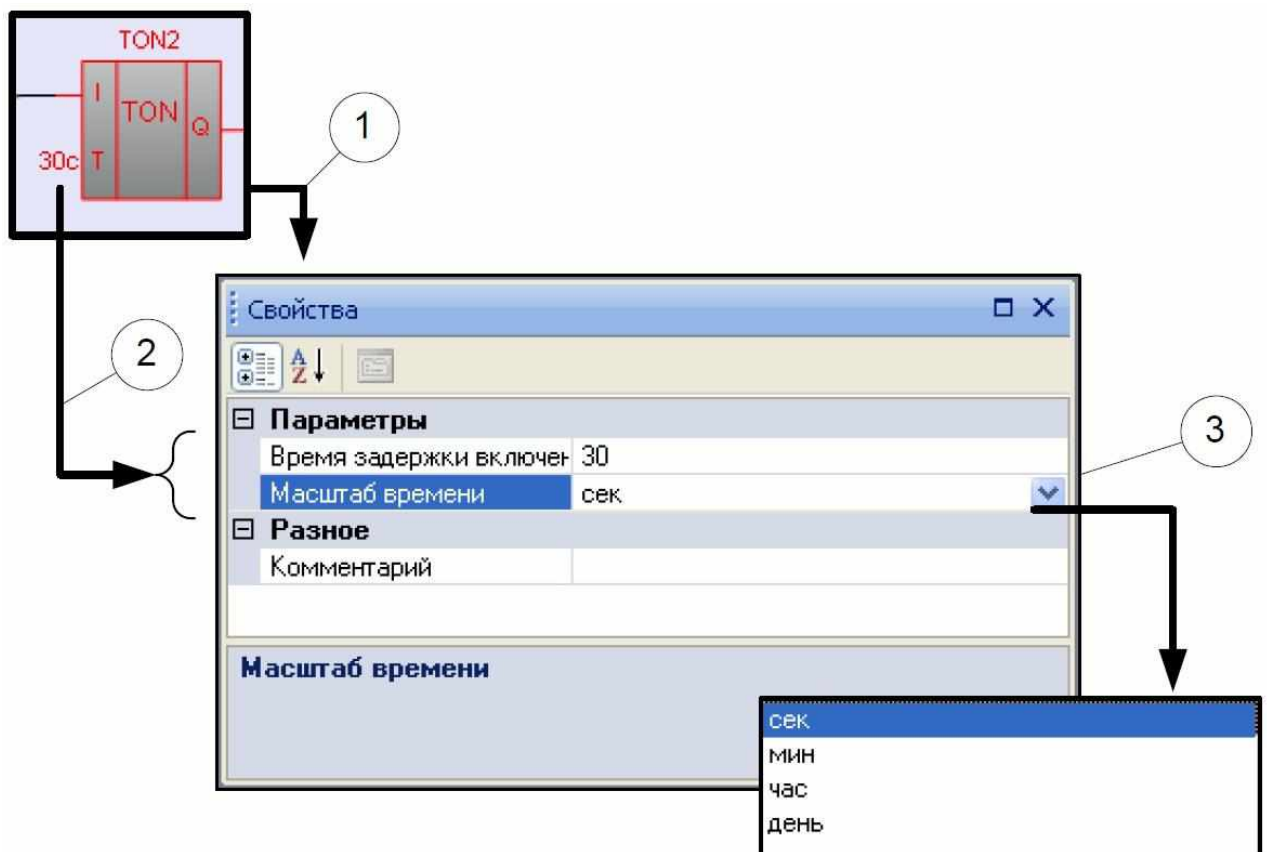 TON2
I
TON
Q
30с T
1
Свойства
2
A
Z
Параметры
Время задержки включен 30
3
Масштаб времени сек
Разное
Комментарий
Масштаб времени
сек
мин
час
день